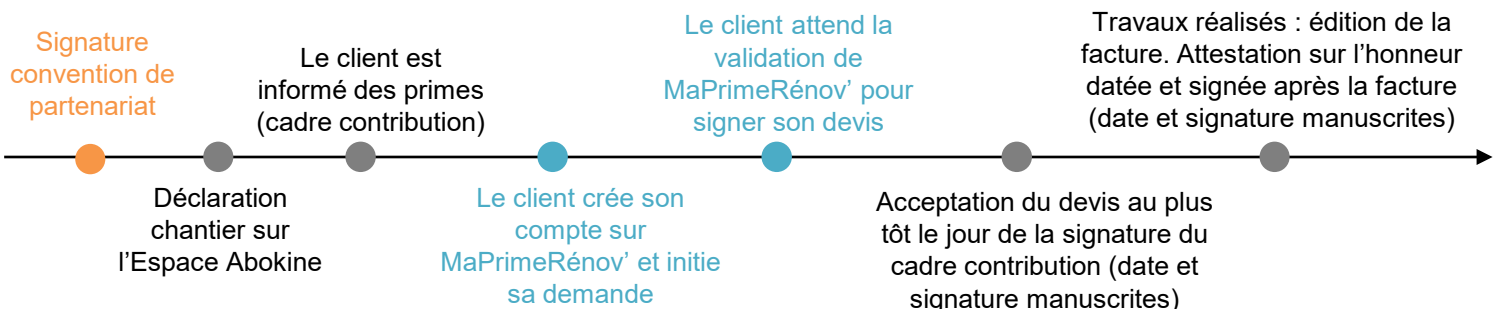 Signature
convention de
partenariat
Déclaration
chantier sur
l’Espace Abokine
Le client est
informé des primes
(cadre contribution)
Le client crée son
compte sur
MaPrimeRénov’ et initie
sa demande
Le client attend la
validation de
MaPrimeRénov’ pour
signer son devis
Acceptation du devis au plus
tôt le jour de la signature du
cadre contribution (date et
signature manuscrites)
Travaux réalisés : édition de la
facture. Attestation sur l’honneur
datée et signée après la facture
(date et signature manuscrites)